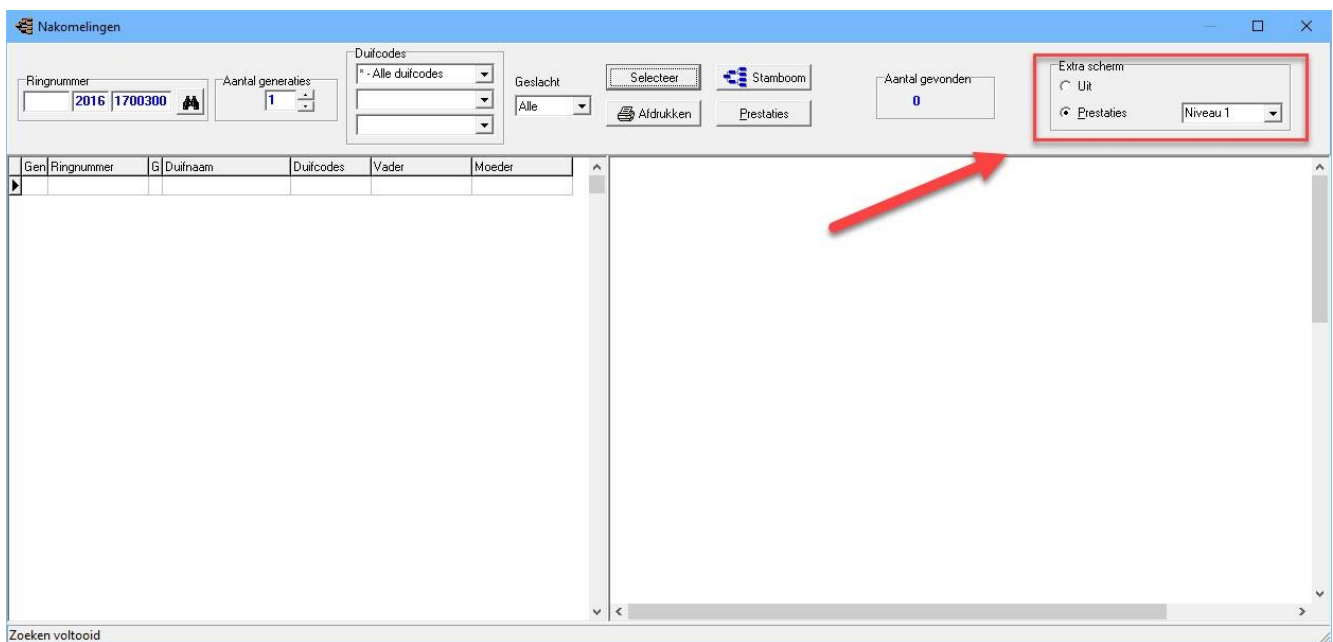 Nakomelingen
Ringnummer
2016 1700300
Aantal generaties
1
Duifcodes
* - Alle duifcodes
Geslacht
Alle
Selecteer
Stamboom
Afdrukken
Prestaties
Aantal gevonden
0
Extra scherm
Uit
Prestaties
Niveau 1
Gen Ringnummer G Duifnaam Duifcodes Vader Moeder
Zoeken voltooid